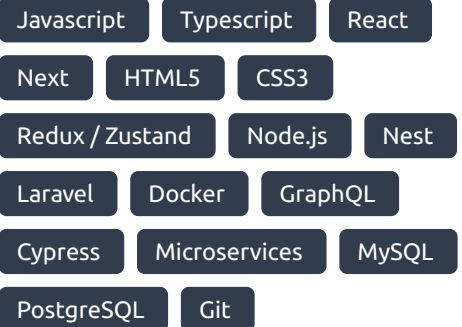 Javascript Typescript React
Next HTML5 CSS3
Redux / Zustand Node.js Nest
Laravel Docker GraphQL
Cypress Microservices MySQL
PostgreSQL Git